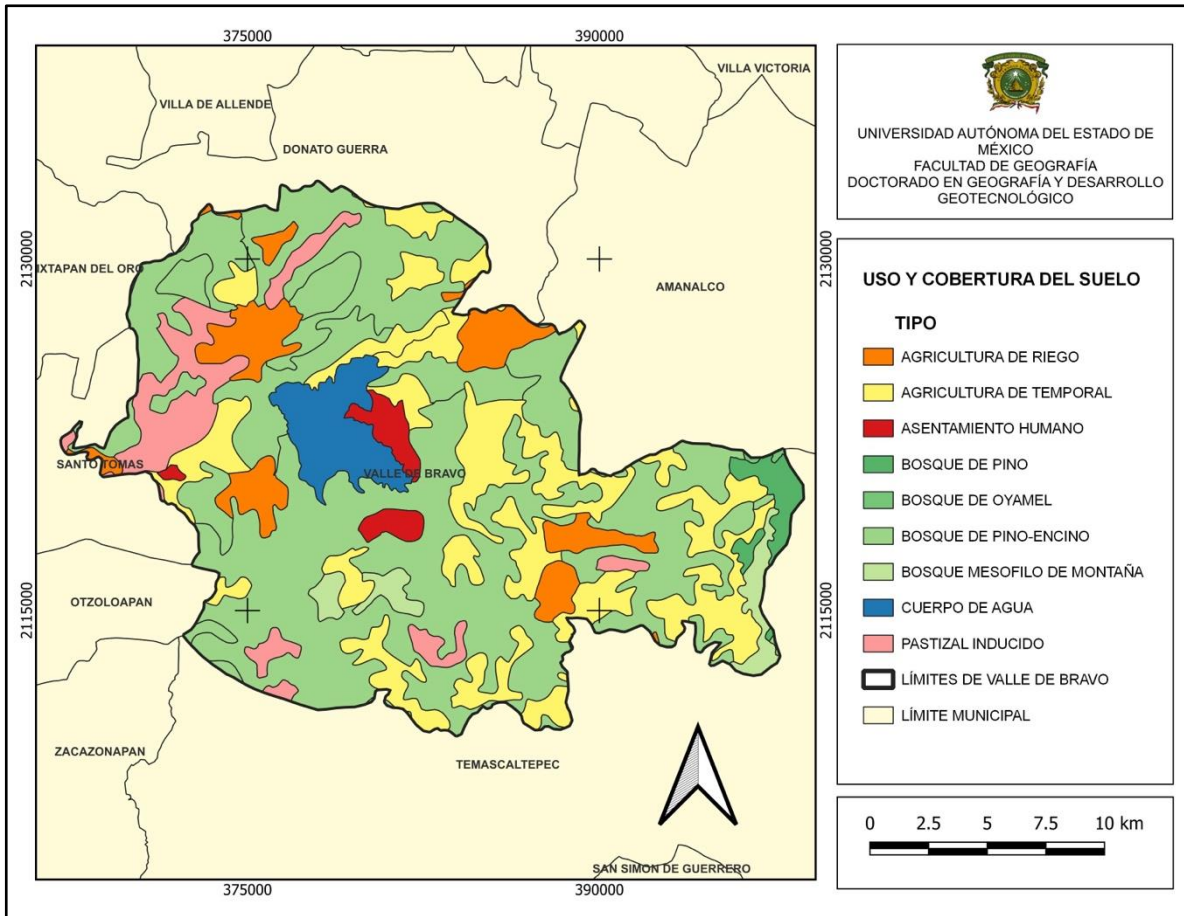 375000
390000
VILLA VICTORIA
VILLA DE ALLENDE
DONATO GUERRA
2130000
2130000
IXTAPAN DEL ORO
AMANALCO
SANTO TOMAS
VALLE DE BRAVO
OTZOLOAPAN
2115000
2115000
ZACAZONAPAN
TEMASCALTEPEC
SAN SIMON DE GUERRERO
375000
390000
UNIVERSIDAD AUTÓNOMA DEL ESTADO DE
MÉXICO
FACULTAD DE GEOGRAFÍA
DOCTORADO EN GEOGRAFÍA Y DESARROLLO
GEOTECNOLÓGICO
USO Y COBERTURA DEL SUELO
TIPO
AGRICULTURA DE RIEGO
AGRICULTURA DE TEMPORAL
ASENTAMIENTO HUMANO
BOSQUE DE PINO
BOSQUE DE OYAMEL
BOSQUE DE PINO-ENCINO
BOSQUE MESOFILO DE MONTAÑA
CUERPO DE AGUA
PASTIZAL INDUCIDO
LÍMITES DE VALLE DE BRAVO
LÍMITE MUNICIPAL
0 2.5 5 7.5 10 km